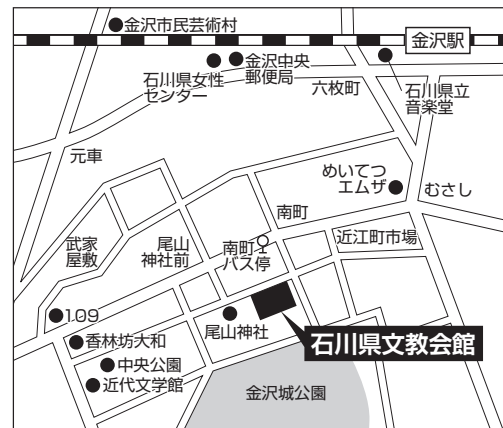 金沢市民芸術村
金沢駅
石川県女性
センター
金沢中央
郵便局
六枚町
石川県立
音楽堂
元車
めいてつ
エムザ
むさし
南町
武家
屋敷
尾山
神社前
南町
バス停
近江町市場
109
香林坊大和
尾山神社
石川県文教会館
中央公園
近代文学館
金沢城公園